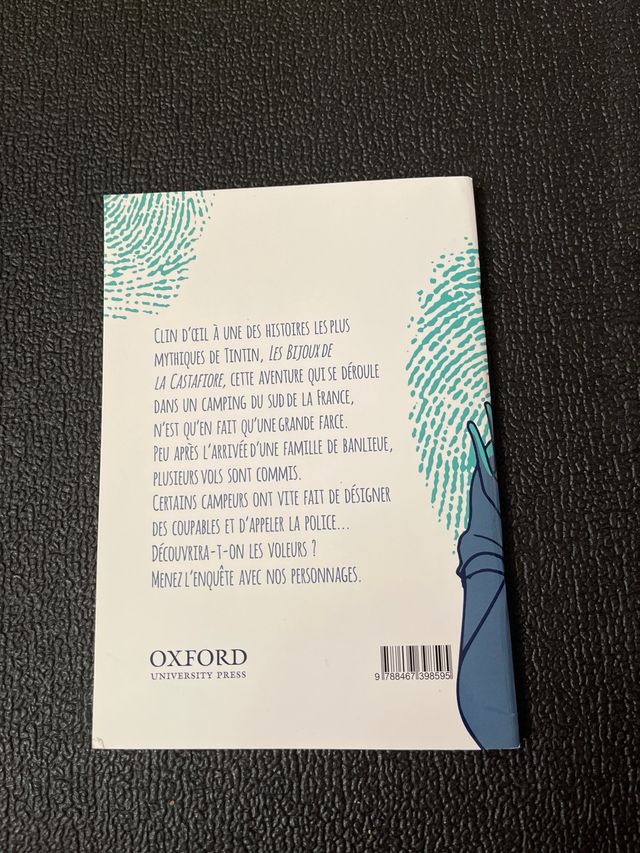 CLIN D'ŒIL À UNE DES HISTOIRES LES PLUS
MYTHIQUES DE TINTIN, LES BIJOUX DE
LA CASTAFIORE, CETTE AVENTURE QUI SE DÉROULE
DANS UN CAMPING DU SUD DE LA FRANCE,
N'EST QU'EN FAIT QU'UNE GRANDE FARCE.
PEU APRÈS L'ARRIVÉE D'UNE FAMILLE DE BANLIEUE,
PLUSIEURS VOLS SONT COMMIS.
CERTAINS CAMPEURS ONT VITE FAIT DE DÉSIGNER
DES COUPABLES ET D'APPELER LA POLICE...
DÉCOUVRIRA-T-ON LES VOLEURS ?
MENEZ L'ENQUÊTE AVEC NOS PERSONNAGES.
OXFORD
UNIVERSITY PRESS
9 788467 398595